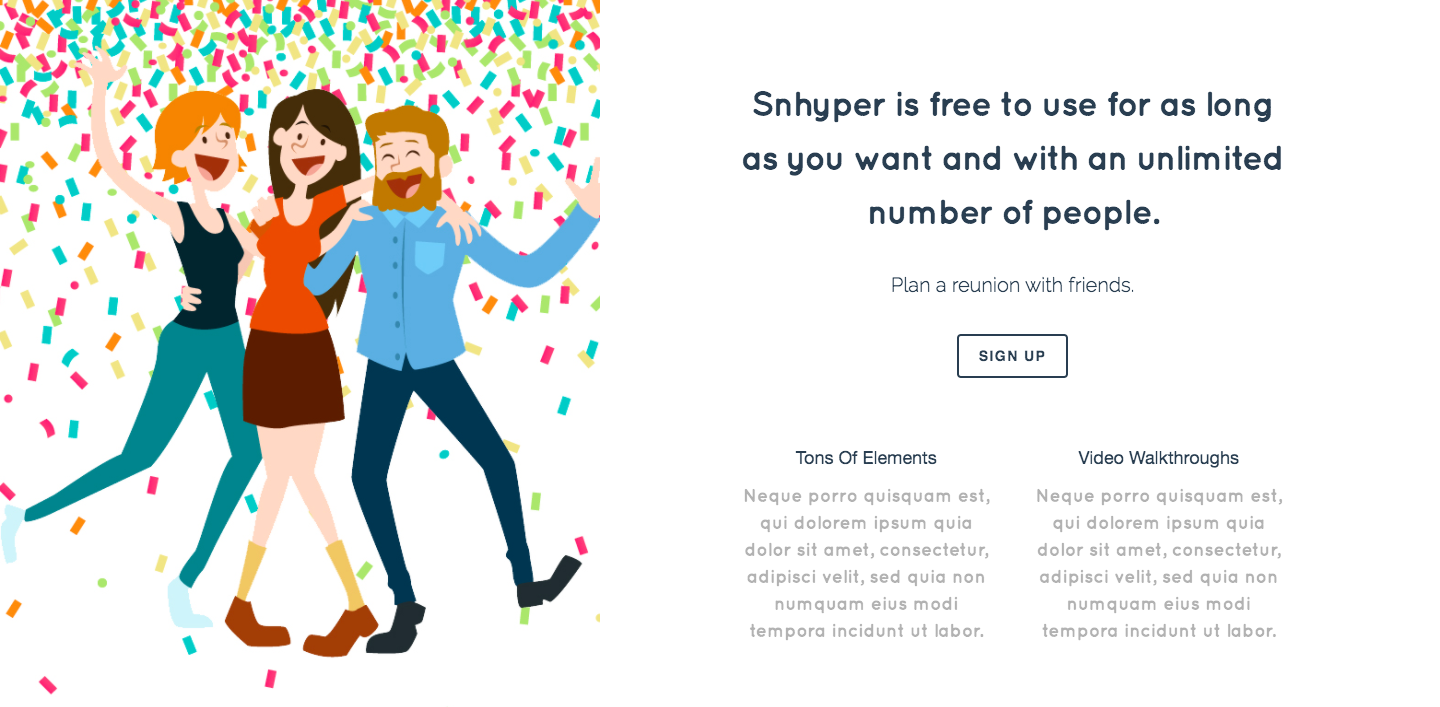 Snhyper is free to use for as long
as you want and with an unlimited
number of people.
Plan a reunion with friends.
SIGN UP
Tons Of Elements
Neque porro quisquam est,
qui dolorem ipsum quia
dolor sit amet, consectetur,
adipisci velit, sed quia non
numquam eius modi
tempora incidunt ut labor.
Video Walkthroughs
Neque porro quisquam est,
qui dolorem ipsum quia
dolor sit amet, consectetur,
adipisci velit, sed quia non
numquam eius modi
tempora incidunt ut labor.